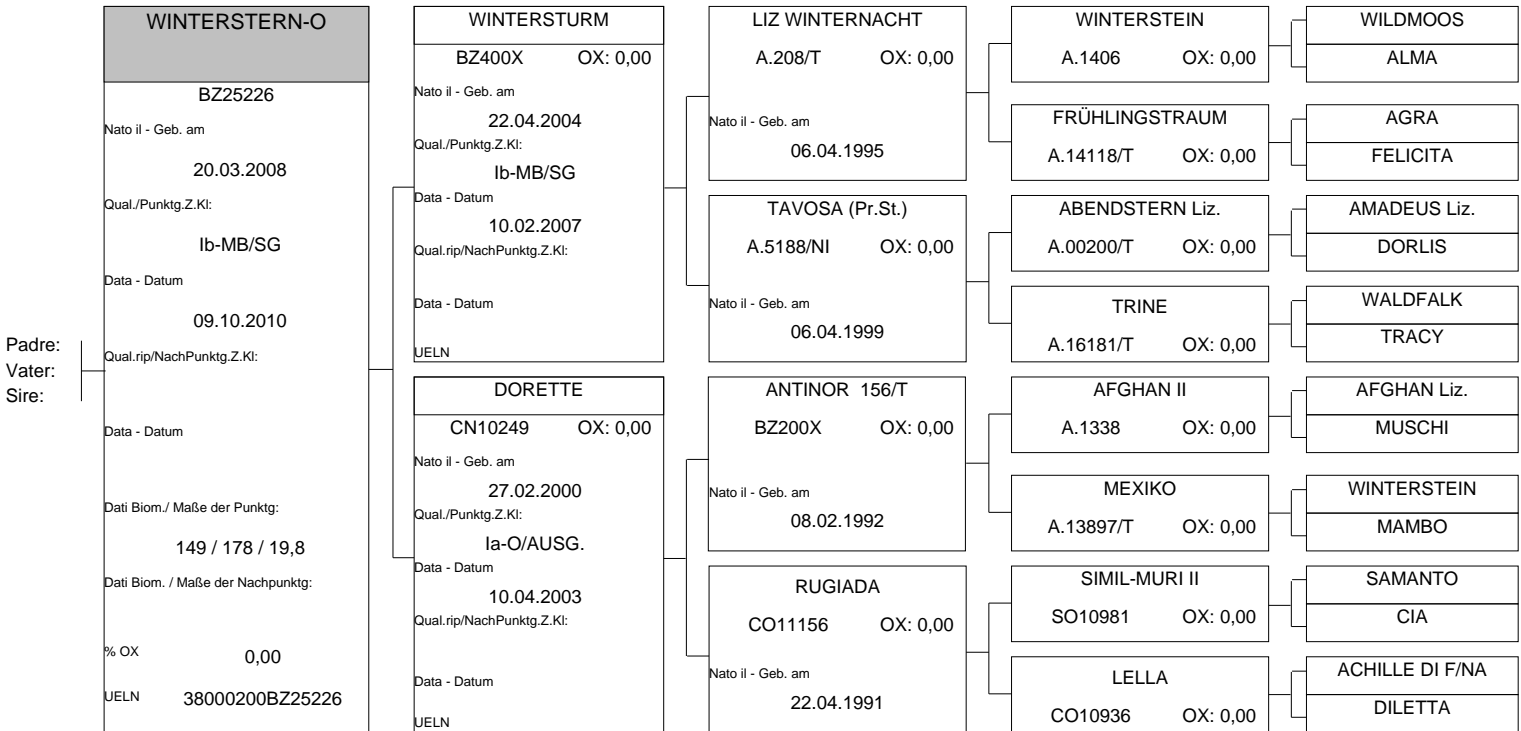 Padre:
Vater:
Sire:
WINTERSTERN-O
BZ25226
Nato il - Geb. am
20.03.2008
Qual./Punktg.Z.Kl:
Ib-MB/SG
Data - Datum
09.10.2010
Qual.rip/NachPunktg.Z.Kl:
Data - Datum
Dati Biom./ Maße der Punktg:
149 / 178 / 19,8
Dati Biom. / Maße der Nachpunktg:
% OX 0,00
UELN 38000200BZ25226
WINTERSTURM
BZ400X OX: 0,00
Nato il - Geb. am
22.04.2004
Qual./Punktg.Z.Kl:
Ib-MB/SG
Data - Datum
10.02.2007
Qual.rip/NachPunktg.Z.Kl:
Data - Datum
UELN
DORETTE
CN10249 OX: 0,00
Nato il - Geb. am
27.02.2000
Qual./Punktg.Z.Kl:
Ia-O/AUSG.
Data - Datum
10.04.2003
Qual.rip/NachPunktg.Z.Kl:
Data - Datum
UELN
LIZ WINTERNACHT
A.208/T OX: 0,00
Nato il - Geb. am
06.04.1995
TAVOSA (Pr.St.)
A.5188/NI OX: 0,00
Nato il - Geb. am
06.04.1999
ANTINOR 156/T
BZ200X OX: 0,00
Nato il - Geb. am
08.02.1992
RUGIADA
CO11156 OX: 0,00
Nato il - Geb. am
22.04.1991
WINTERSTEIN
A.1406 OX: 0,00
FRÜHLINGSTRAUM
A.14118/T OX: 0,00
ABENDSTERN Liz.
A.00200/T OX: 0,00
TRINE
A.16181/T OX: 0,00
AFGHAN II
A.1338 OX: 0,00
MEXIKO
A.13897/T OX: 0,00
SIMIL-MURI II
SO10981 OX: 0,00
LELLA
CO10936 OX: 0,00
WILDMOOS
ALMA
AGRA
FELICITA
AMADEUS Liz.
DORLIS
WALDFALK
TRACY
AFGHAN Liz.
MUSCHI
WINTERSTEIN
MAMBO
SAMANTO
CIA
ACHILLE DI F/NA
DILETTA